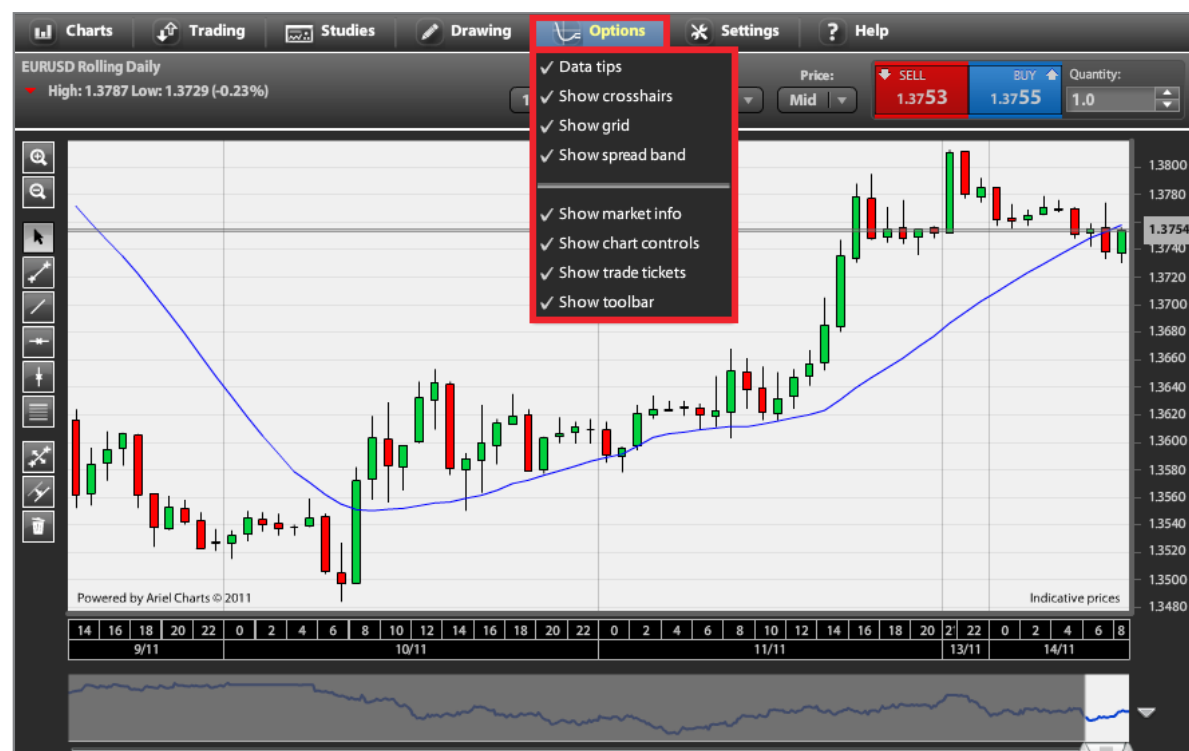 Charts Trading Studies Drawing Options Settings ? Help
EURUSD Rolling Daily
High: 1.3787 Low: 1.3729 (-0.23%)
Price:
Mid
SELL
1.3753
BUY
1.3755
Quantity:
1.0
✓ Data tips
✓ Show crosshairs
✓ Show grid
✓ Show spread band
✓ Show market info
✓ Show chart controls
✓ Show trade tickets
✓ Show toolbar
1.3800
1.3780
1.3754
1.3740
1.3720
1.3700
1.3680
1.3660
1.3640
1.3620
1.3600
1.3580
1.3560
1.3540
1.3520
1.3500
1.3480
Powered by Ariel Charts © 2011
Indicative prices
14 16 18 20 22 0 2 4 6 8 10 12 14 16 18 20 22 0 2 4 6 8 10 12 14 16 18 20 22 0 2 4 6 8
9/11 10/11 11/11 13/11 14/11